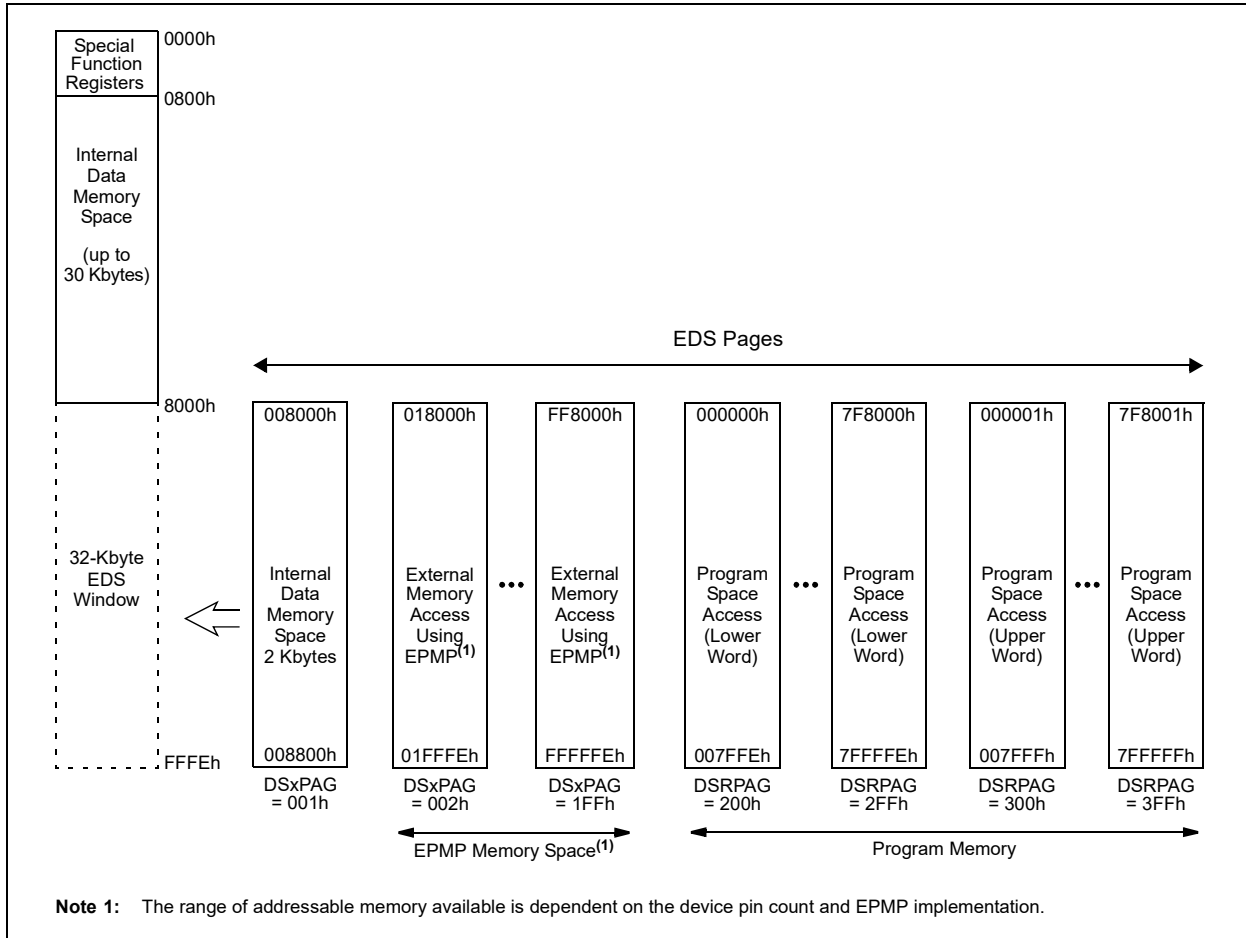 Special
Function
Registers
0000h
0800h
Internal
Data
Memory
Space
(up to
30 Kbytes)
EDS Pages
8000h
32-Kbyte
EDS
Window
FFFEh
008000h
Internal
Data
Memory
Space
2 Kbytes
008800h
DSxPAG
= 001h
018000h
External
Memory
Access
Using
EPMP(1)
01FFFEh
DSxPAG
= 002h
•••
FF8000h
External
Memory
Access
Using
EPMP(1)
FFFFFEh
DSxPAG
= 1FFh
000000h
Program
Space
Access
(Lower
Word)
007FFEh
DSRPAG
= 200h
•••
7F8000h
Program
Space
Access
(Lower
Word)
7FFFFEh
DSRPAG
= 2FFh
000001h
Program
Space
Access
(Upper
Word)
007FFFh
DSRPAG
= 300h
•••
7F8001h
Program
Space
Access
(Upper
Word)
7FFFFFh
DSRPAG
= 3FFh
EPMP Memory Space(1)
Program Memory
Note 1: The range of addressable memory available is dependent on the device pin count and EPMP implementation.